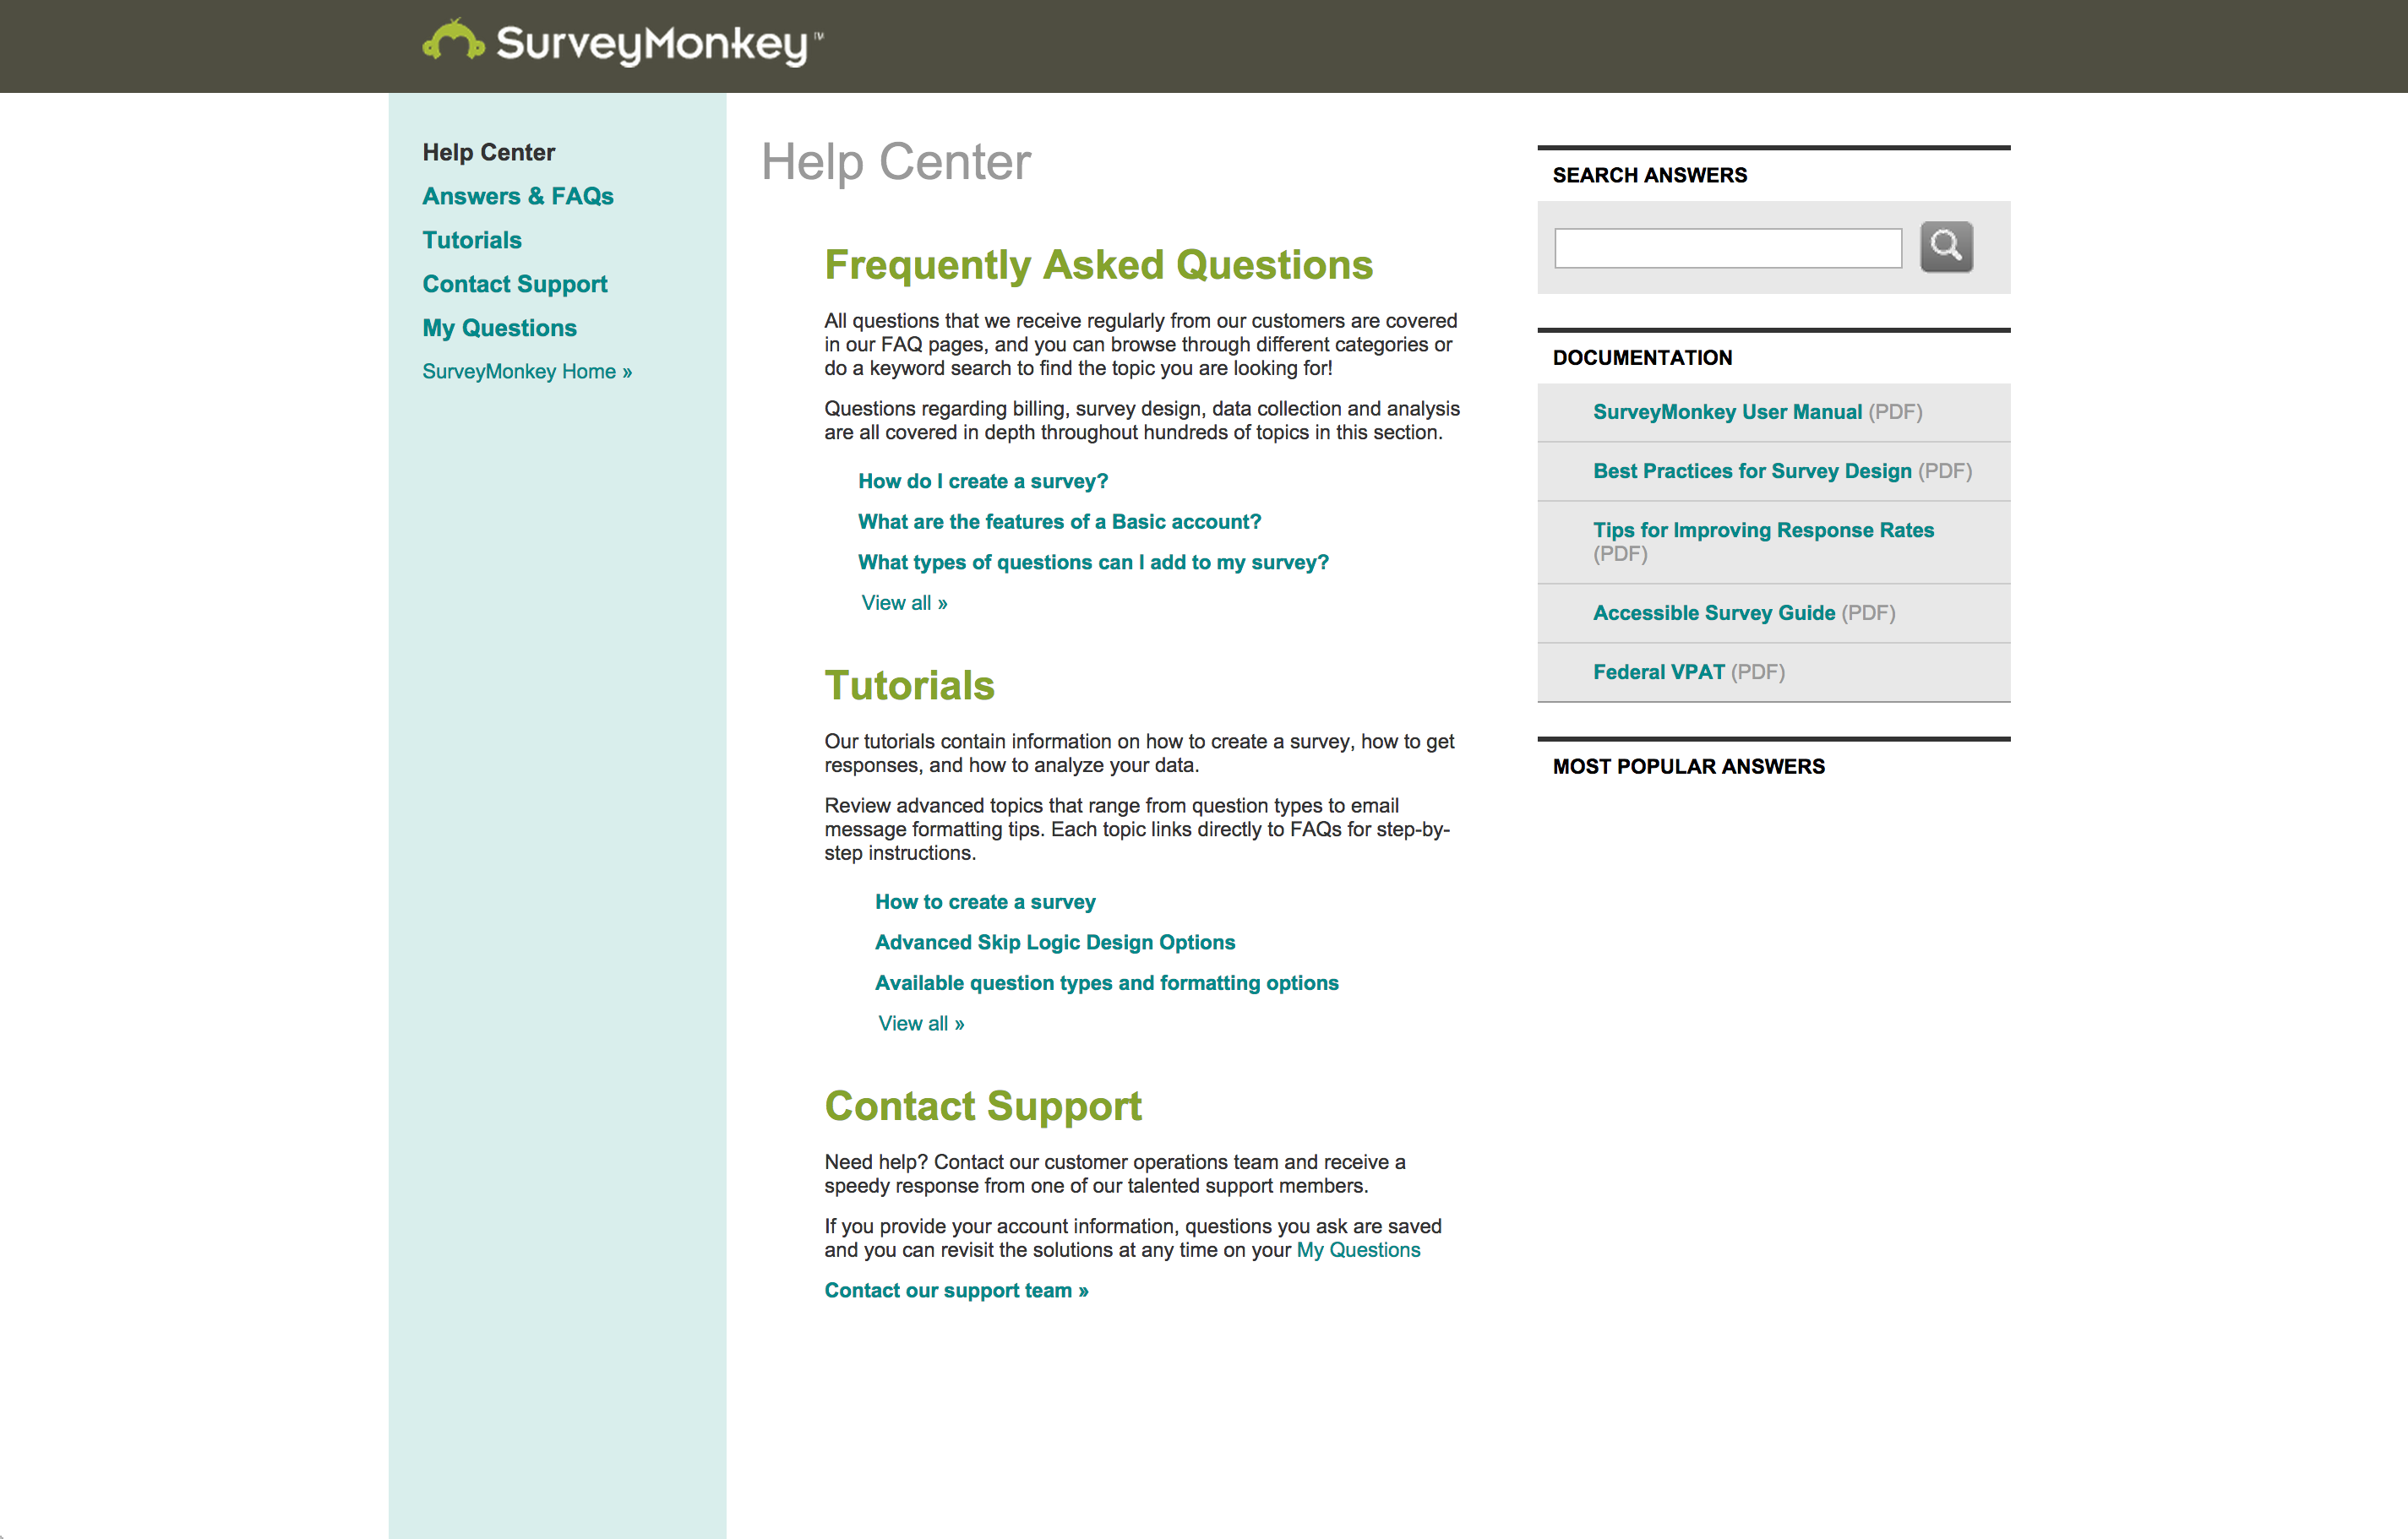 SurveyMonkey™
Help Center
Answers & FAQs
Tutorials
Contact Support
My Questions
SurveyMonkey Home »
Help Center
Frequently Asked Questions
All questions that we receive regularly from our customers are covered
in our FAQ pages, and you can browse through different categories or
do a keyword search to find the topic you are looking for!
Questions regarding billing, survey design, data collection and analysis
are all covered in depth throughout hundreds of topics in this section.
How do I create a survey?
What are the features of a Basic account?
What types of questions can I add to my survey?
View all »
Tutorials
Our tutorials contain information on how to create a survey, how to get
responses, and how to analyze your data.
Review advanced topics that range from question types to email
message formatting tips. Each topic links directly to FAQs for step-by-
step instructions.
How to create a survey
Advanced Skip Logic Design Options
Available question types and formatting options
View all »
Contact Support
Need help? Contact our customer operations team and receive a
speedy response from one of our talented support members.
If you provide your account information, questions you ask are saved
and you can revisit the solutions at any time on your My Questions
Contact our support team »
SEARCH ANSWERS
DOCUMENTATION
SurveyMonkey User Manual (PDF)
Best Practices for Survey Design (PDF)
Tips for Improving Response Rates
(PDF)
Accessible Survey Guide (PDF)
Federal VPAT (PDF)
MOST POPULAR ANSWERS